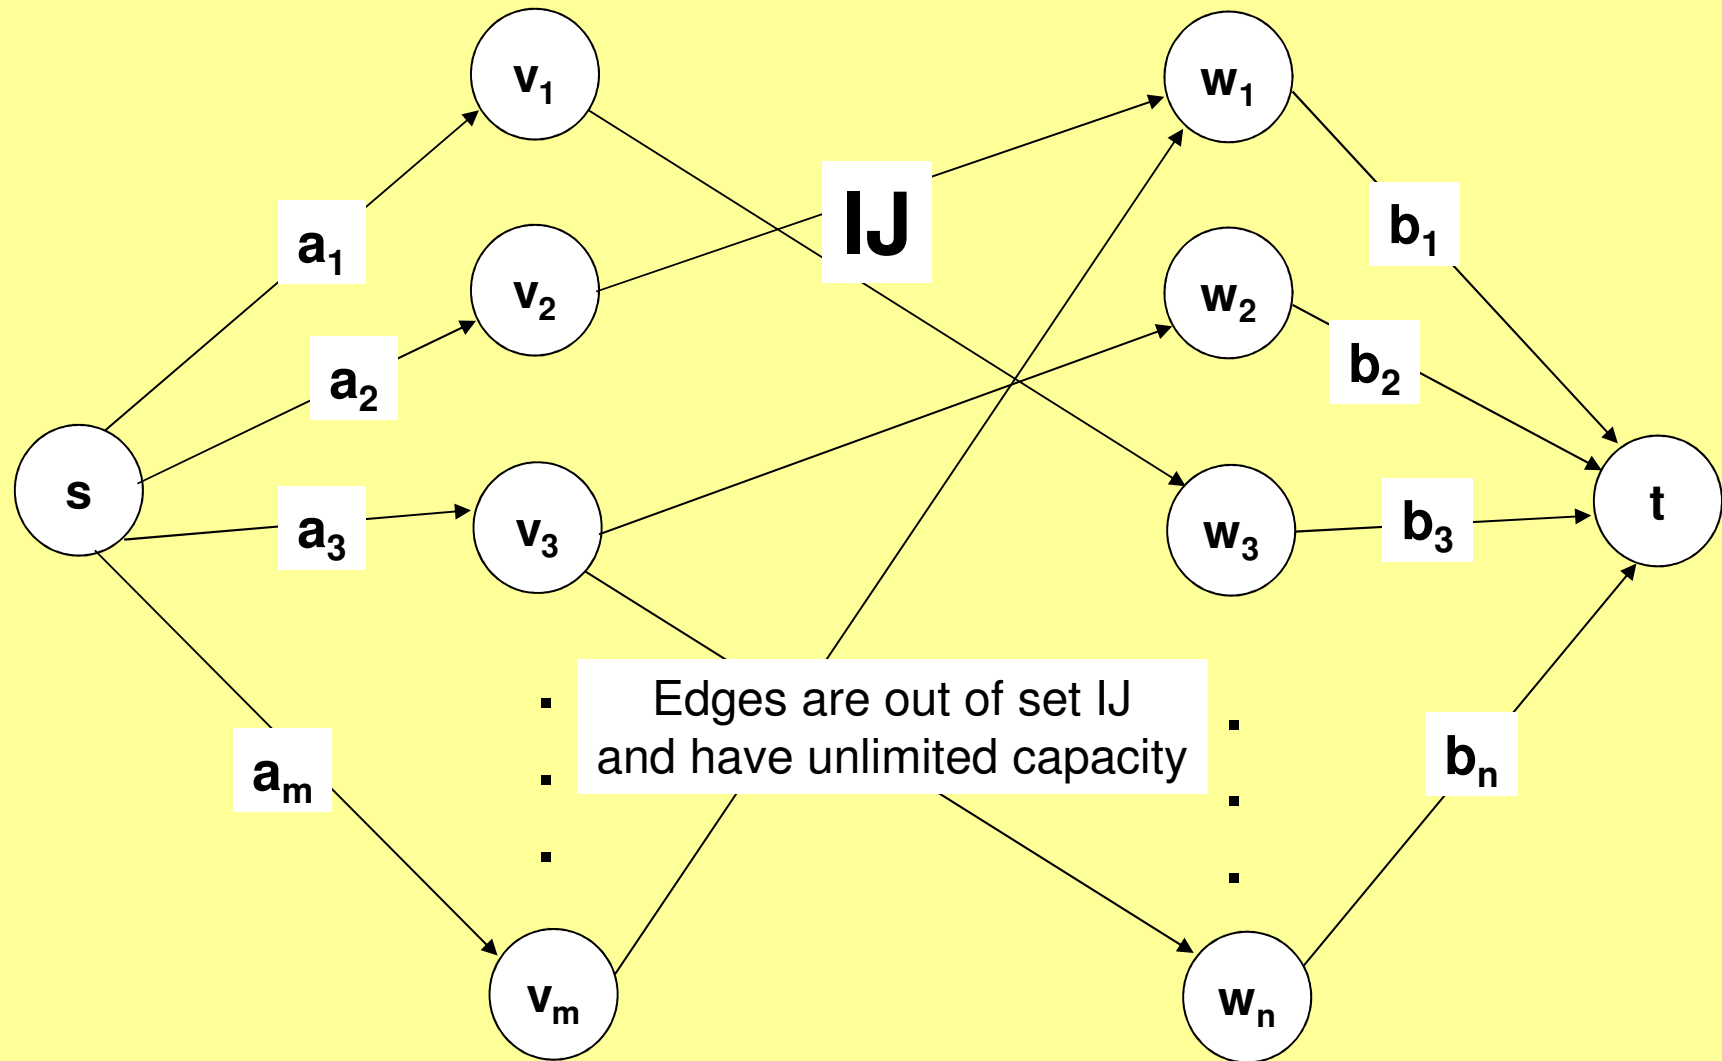 v₁
w₁
IJ
a₁
b₁
v₂
w₂
a₂
b₂
s
a₃
v₃
w₃
b₃
t
Edges are out of set IJ
and have unlimited capacity
aₘ
bₙ
vₘ
wₙ